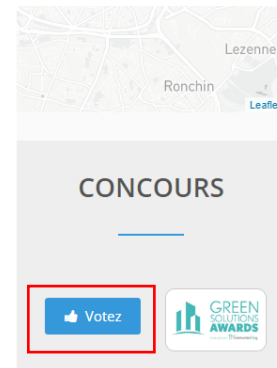 Lezenne
Ronchin
Leafle
CONCOURS
Votez
GREEN
SOLUTIONS
AWARDS